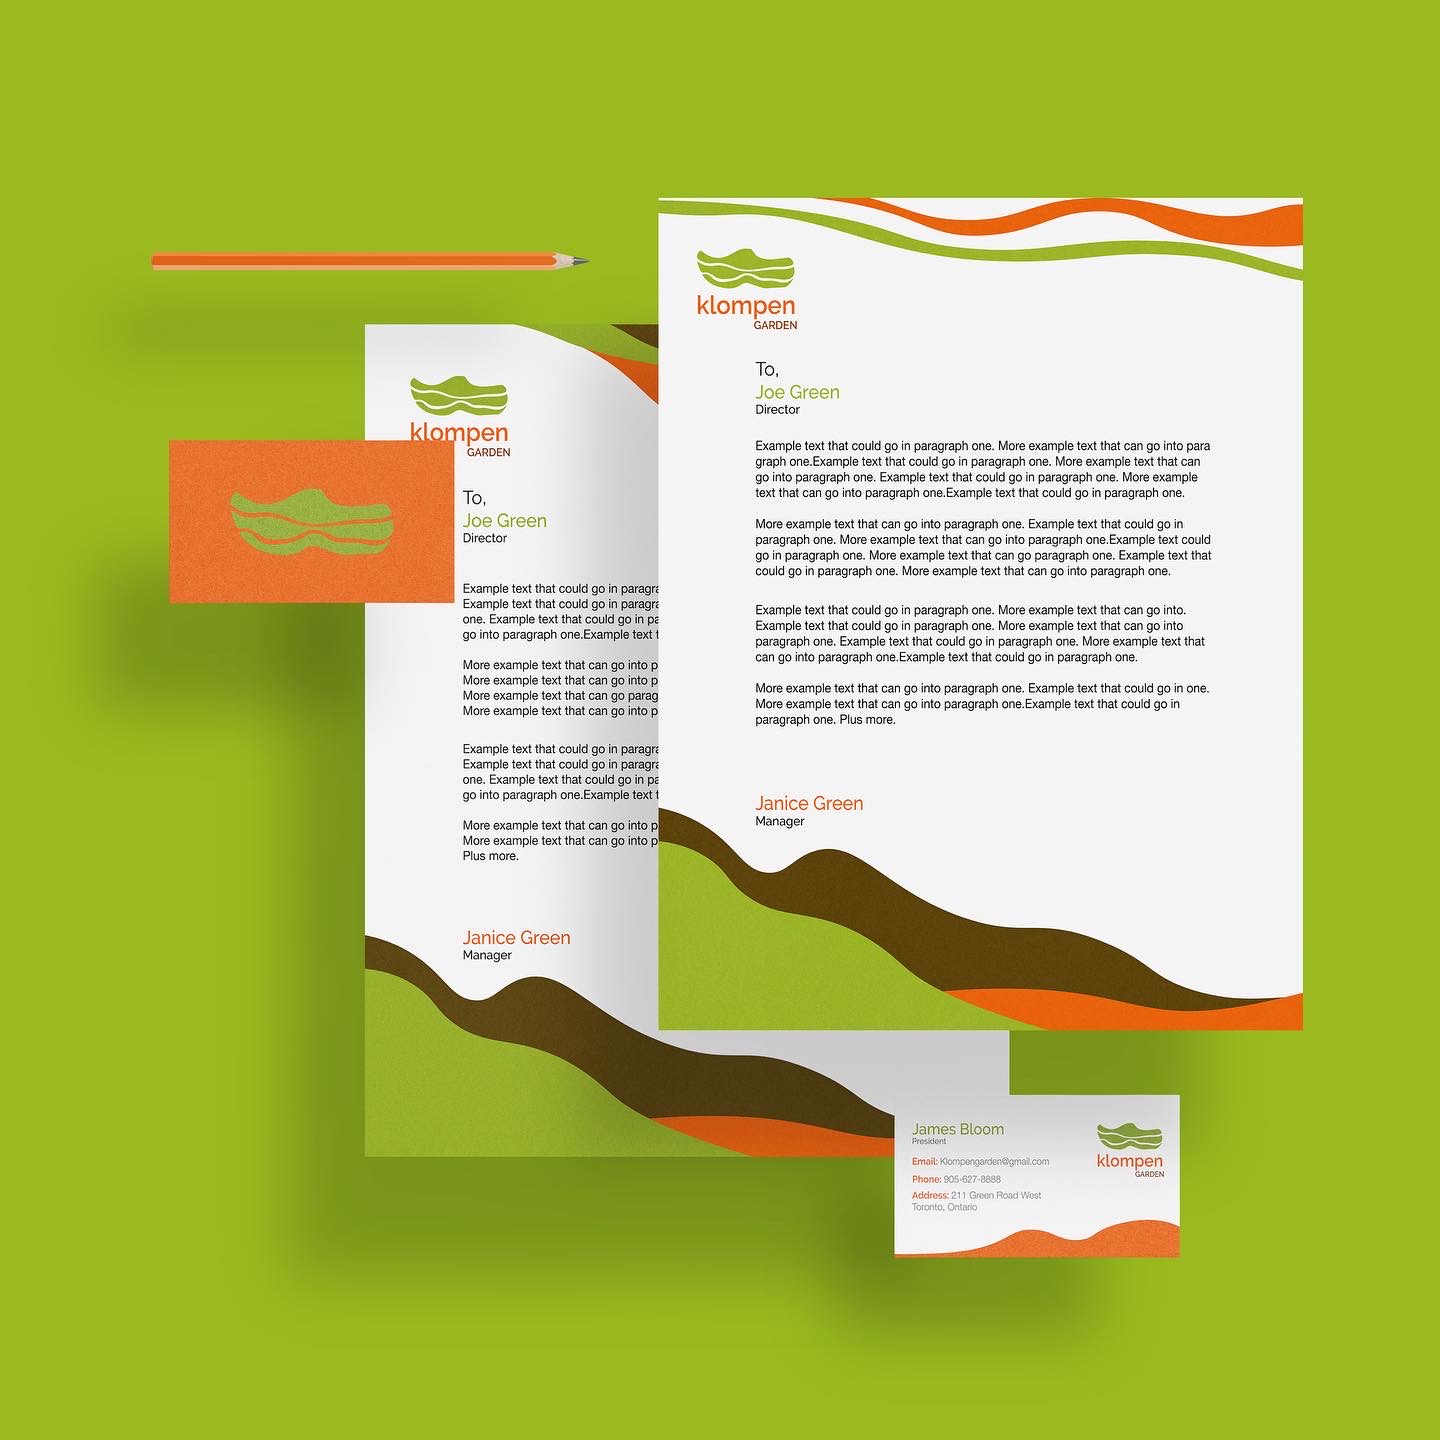 klompen
GARDEN
To,
Joe Green
Director
Example text that could go in paragraph one. More example text that can go into para
graph one.Example text that could go in paragraph one. More example text that can
go into paragraph one. Example text that could go in paragraph one. More example
text that can go into paragraph one.Example text that could go in paragraph one.
More example text that can go into paragraph one. Example text that could go in
paragraph one. More example text that can go into paragraph one.Example text could
go in paragraph one. More example text that can go paragraph one. Example text that
could go in paragraph one. More example text that can go into paragraph one.
Example text that could go in paragraph one. More example text that can go into.
Example text that could go in paragraph one. More example text that can go into
paragraph one. Example text that could go in paragraph one. More example text that
can go into paragraph one.Example text that could go in paragraph one.
More example text that can go into paragraph one. Example text that could go in one.
More example text that can go into paragraph one.Example text that could go in
paragraph one. Plus more.
Janice Green
Manager
klompen
GARDEN
To,
Joe Green
Director
Example text that could go in paragra
Example text that could go in paragra
one. Example text that could go in pa
go into paragraph one.Example text t
More example text that can go into p
More example text that can go into p
More example text that can go parag
More example text that can go into p
Example text that could go in paragra
Example text that could go in paragra
one. Example text that could go in pa
go into paragraph one.Example text t
More example text that can go into p
More example text that can go into p
Plus more.
Janice Green
Manager
James Bloom
President
Email: Klompengarden@gmail.com
Phone: 905-627-8888
Address: 211 Green Road West
Toronto, Ontario
klompen
GARDEN